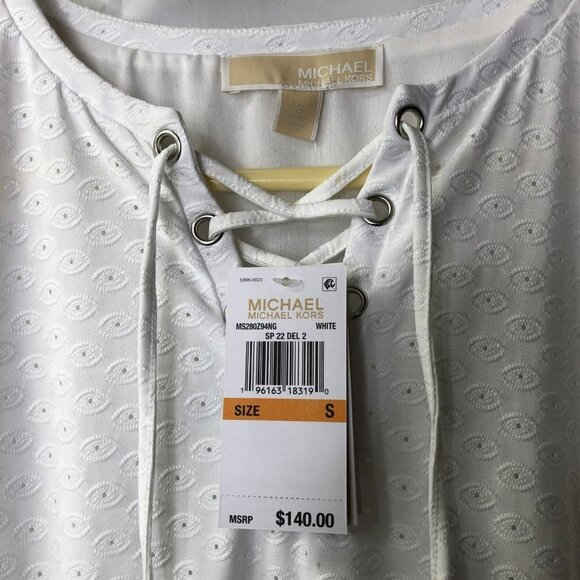 MICHAEL
MICHAEL KORS
S
S899-0023
MICHAEL
MICHAEL KORS
MS280Z94NG WHITE
SP 22 DEL 2
1 96163 18319 0
SIZE S
MSRP $140.00